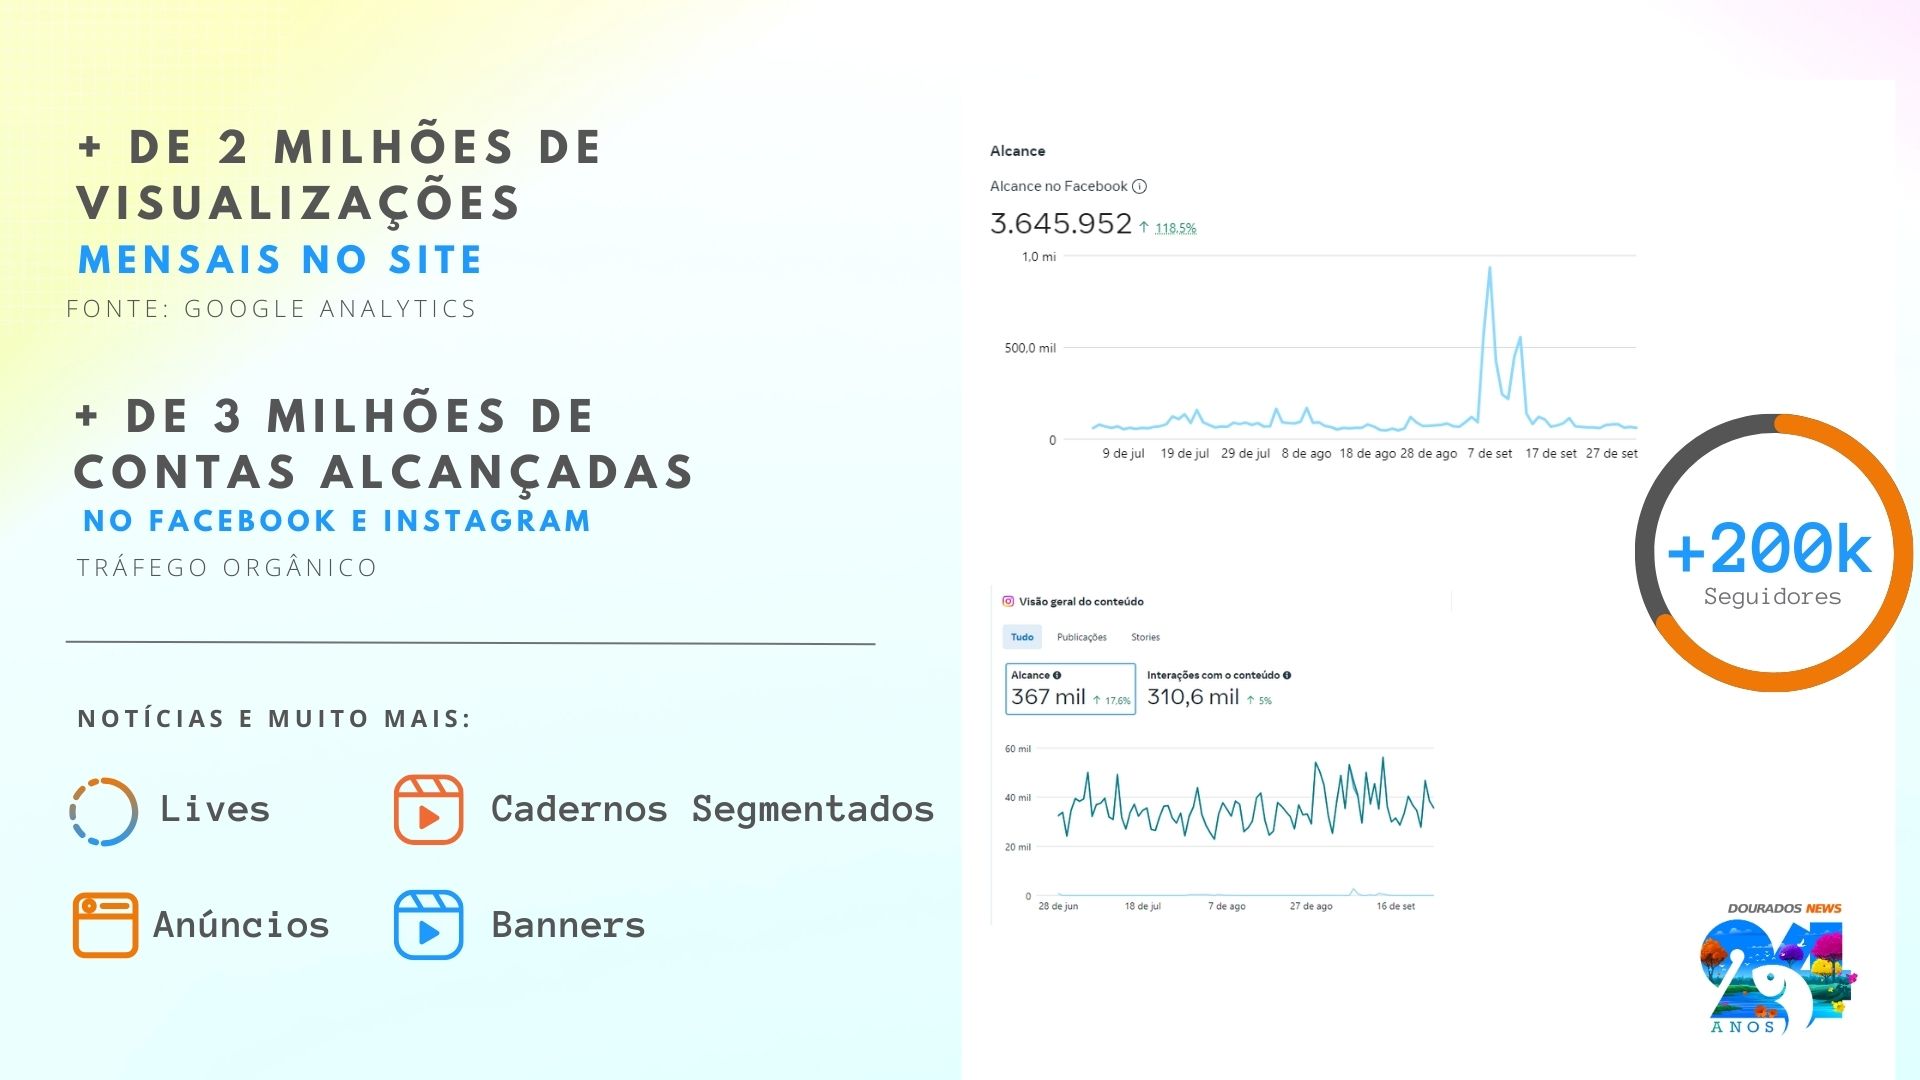 + DE 2 MILHÕES DE
VISUALIZAÇÕES
MENSAIS NO SITE
FONTE: GOOGLE ANALYTICS
+ DE 3 MILHÕES DE
CONTAS ALCANÇADAS
NO FACEBOOK E INSTAGRAM
TRÁFEGO ORGÂNICO
NOTÍCIAS E MUITO MAIS:
Lives
Cadernos Segmentados
Anúncios
Banners
Alcance
Alcance no Facebook
3.645.952 ↑ 118,5%
1,0 mi
500,0 mil
0
9 de jul 19 de jul 29 de jul 8 de ago 18 de ago 28 de ago 7 de set 17 de set 27 de set
+200k
Seguidores
Visão geral do conteúdo
Tudo Publicações Stories
Alcance Interações com o conteúdo
367 mil ↑ 17,6% 310,6 mil ↑ 5%
60 mil
40 mil
20 mil
0
28 de jun 18 de jul 7 de ago 27 de ago 16 de set
DOURADOS NEWS
24
ANOS